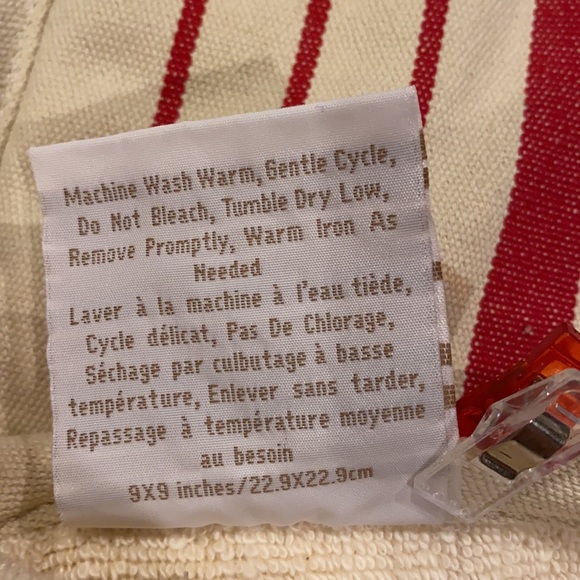 Machine Wash Warm, Gentle Cycle,
Do Not Bleach, Tumble Dry Low,
Remove Promptly, Warm Iron As
Needed
Laver à la machine à l'eau tiède,
Cycle délicat, Pas De Chlorage,
Séchage par culbutage à basse
température, Enlever sans tarder,
Repassage à température moyenne
au besoin
9X9 inches/22.9X22.9cm